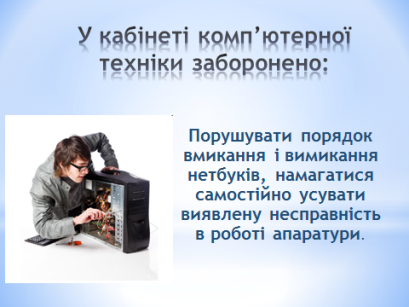 У кабінеті комп’ютерної
техніки заборонено:
Порушувати порядок
вмикання і вимикання
нетбуків, намагатися
самостійно усувати
виявлену несправність
в роботі апаратури.